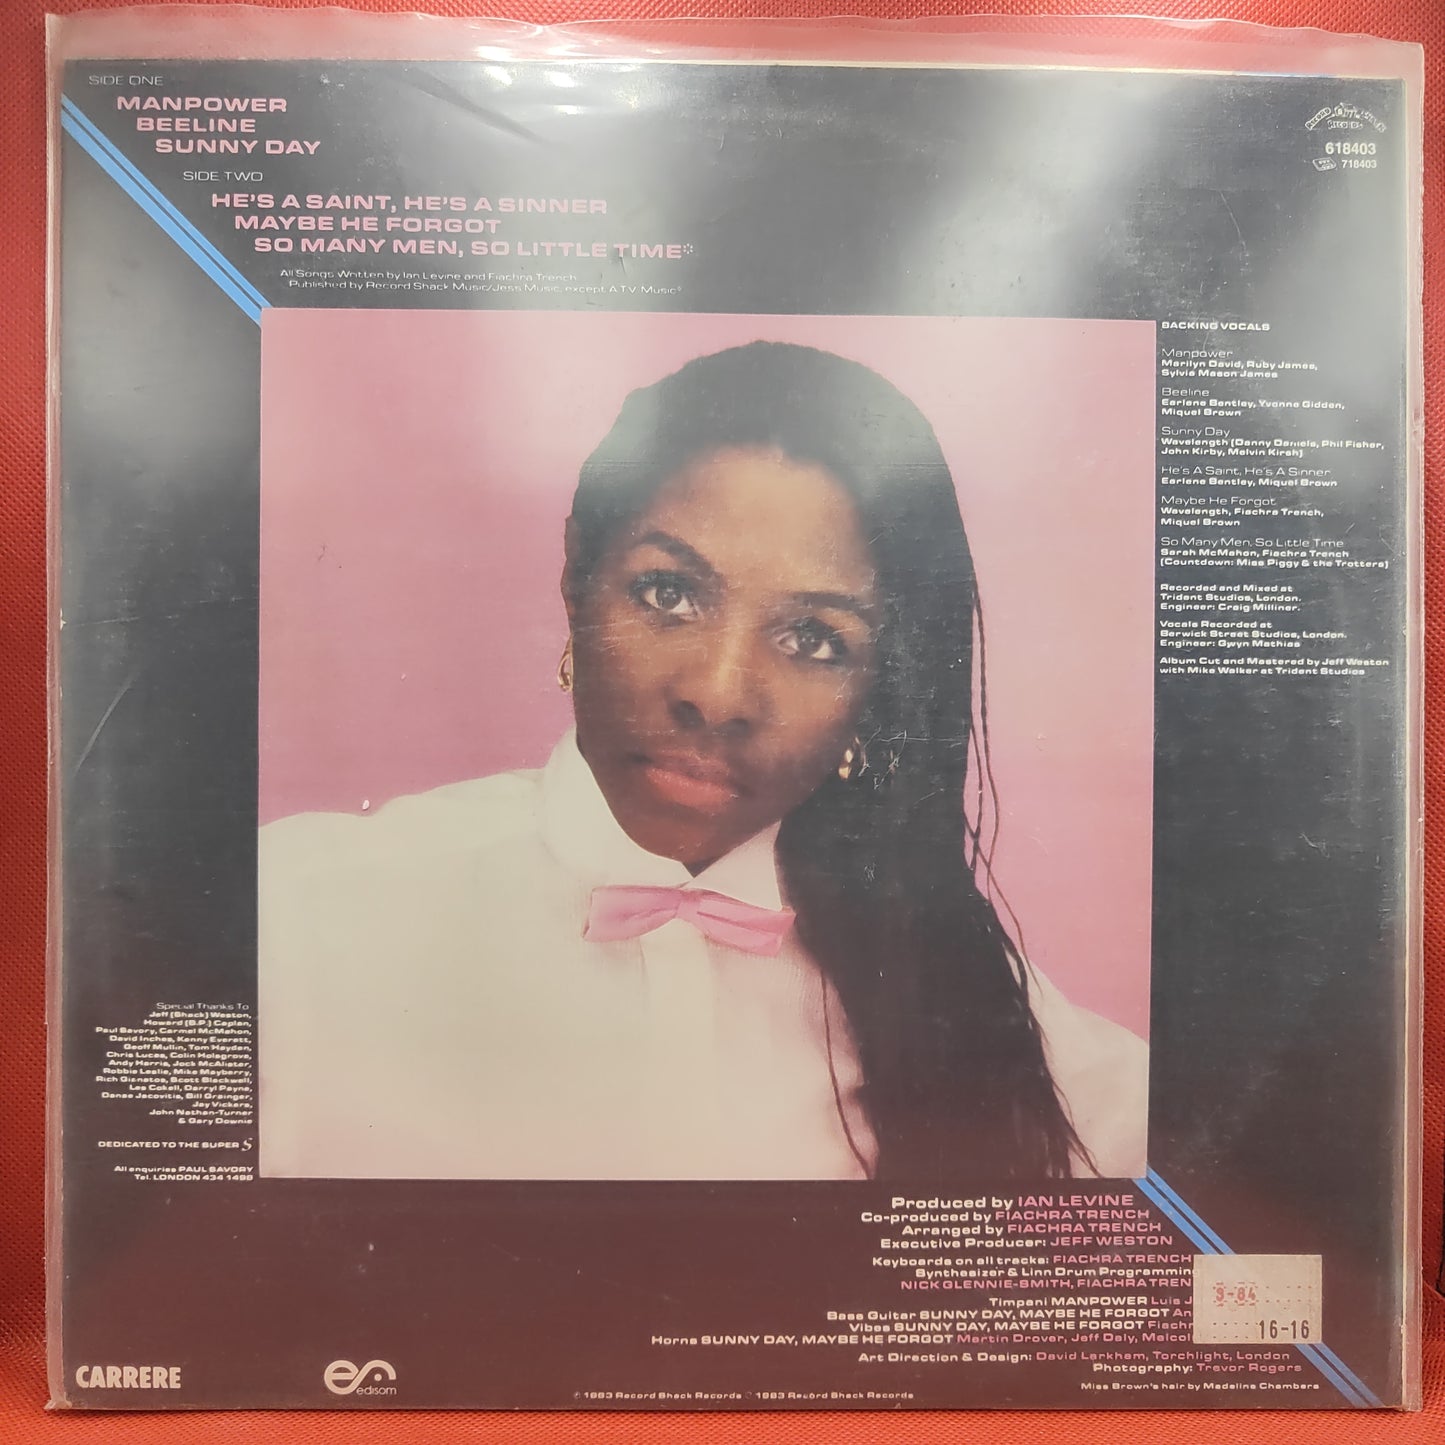 SIDE ONE
MANPOWER
BEELINE
SUNNY DAY
SIDE TWO
HE'S A SAINT, HE'S A SINNER
MAYBE HE FORGOT
SO MANY MEN, SO LITTLE TIME*
All Songs Written by Ian Levine and Fiachra Trench
Published by Record Shack Music/Jess Music, except A.T.V. Music*
618403
718403
BACKING VOCALS
Manpower
Marilyn David, Ruby James,
Sylvia Mason James
Beeline
Earlene Bentley, Yvonne Gidden,
Miquel Brown
Sunny Day
Wavelength (Danny Daniels, Phil Fisher,
John Kirby, Melvin Kirsh)
He's A Saint, He's A Sinner
Earlene Bentley, Miquel Brown
Maybe He Forgot
Wavelength, Fiachra Trench,
Miquel Brown
So Many Men, So Little Time
Sarah McMahon, Fiachra Trench
(Countdown: Miss Piggy & the Trotters)
Recorded and Mixed at
Trident Studios, London.
Engineer: Craig Milliner.
Vocals Recorded at
Berwick Street Studios, London.
Engineer: Gwyn Mathias
Album Cut and Mastered by Jeff Weston
with Mike Walker at Trident Studios
Special Thanks To
Jeff (Shack) Weston,
Howard (B.P.) Caplan,
Paul Savory, Carmel McMahon,
David Inches, Kenny Everett,
Geoff Mullin, Tom Hayden,
Chris Lucas, Colin Holsgrove,
Andy Harris, Jock McAlister,
Robbie Leslie, Mike Mayberry,
Rich Gianatos, Scott Blackwell,
Les Cokell, Darryl Payne,
Danae Jacovitis, Bill Grainger,
Jay Vickers,
John Nathan-Turner
& Gary Downie
DEDICATED TO THE SUPER S
All enquiries PAUL SAVORY
Tel. LONDON 434 1498
Produced by IAN LEVINE
Co-produced by FIACHRA TRENCH
Arranged by FIACHRA TRENCH
Executive Producer: JEFF WESTON
Keyboards on all tracks: FIACHRA TRENCH
Synthesizer & Linn Drum Programming
NICK GLENNIE-SMITH, FIACHRA TREN
Timpani MANPOWER Luis J
Bass Guitar SUNNY DAY, MAYBE HE FORGOT An
Vibes SUNNY DAY, MAYBE HE FORGOT Fiachr
Horns SUNNY DAY, MAYBE HE FORGOT Martin Drover, Jeff Daly, Malcol
9-84
16-16
Art Direction & Design: David Larkham, Torchlight, London
Photography: Trevor Rogers
Miss Brown's hair by Madeline Chambers
CARRERE
edisom
℗ 1983 Record Shack Records © 1983 Record Shack Records